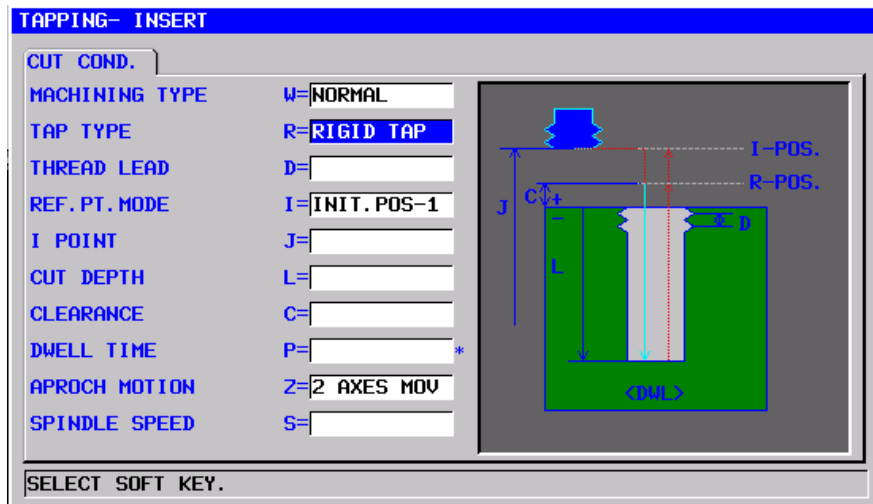 TAPPING- INSERT
CUT COND.
MACHINING TYPE W=NORMAL
TAP TYPE R=RIGID TAP
THREAD LEAD D=
REF.PT.MODE I=INIT.POS-1
I POINT J=
CUT DEPTH L=
CLEARANCE C=
DWELL TIME P= *
APROCH MOTION Z=2 AXES MOV
SPINDLE SPEED S=
I-POS.
R-POS.
C +
J
-
D
L
<DWL>
SELECT SOFT KEY.